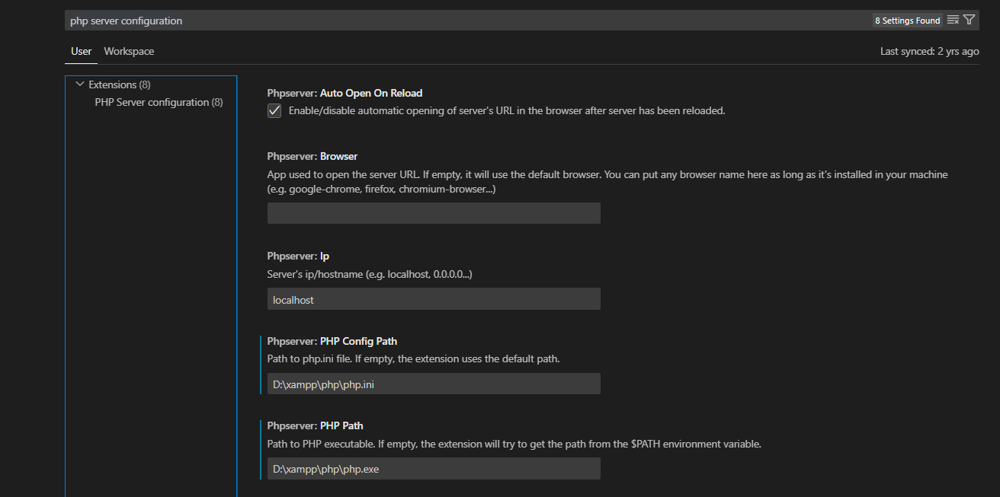 php server configuration
8 Settings Found
User Workspace
Last synced: 2 yrs ago
Extensions (8)
PHP Server configuration (8)
Phpserver: Auto Open On Reload
Enable/disable automatic opening of server's URL in the browser after server has been reloaded.
Phpserver: Browser
App used to open the server URL. If empty, it will use the default browser. You can put any browser name here as long as it's installed in your machine
(e.g. google-chrome, firefox, chromium-browser...)
Phpserver: Ip
Server's ip/hostname (e.g. localhost, 0.0.0.0...)
localhost
Phpserver: PHP Config Path
Path to php.ini file. If empty, the extension uses the default path.
D:\xampp\php\php.ini
Phpserver: PHP Path
Path to PHP executable. If empty, the extension will try to get the path from the $PATH environment variable.
D:\xampp\php\php.exe